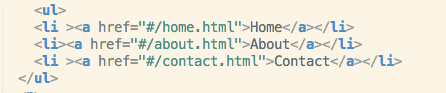 <ul>
<li ><a href="#/home.html">Home</a></li>
<li><a href="#/about.html">About</a></li>
<li ><a href="#/contact.html">Contact</a></li>
</ul>